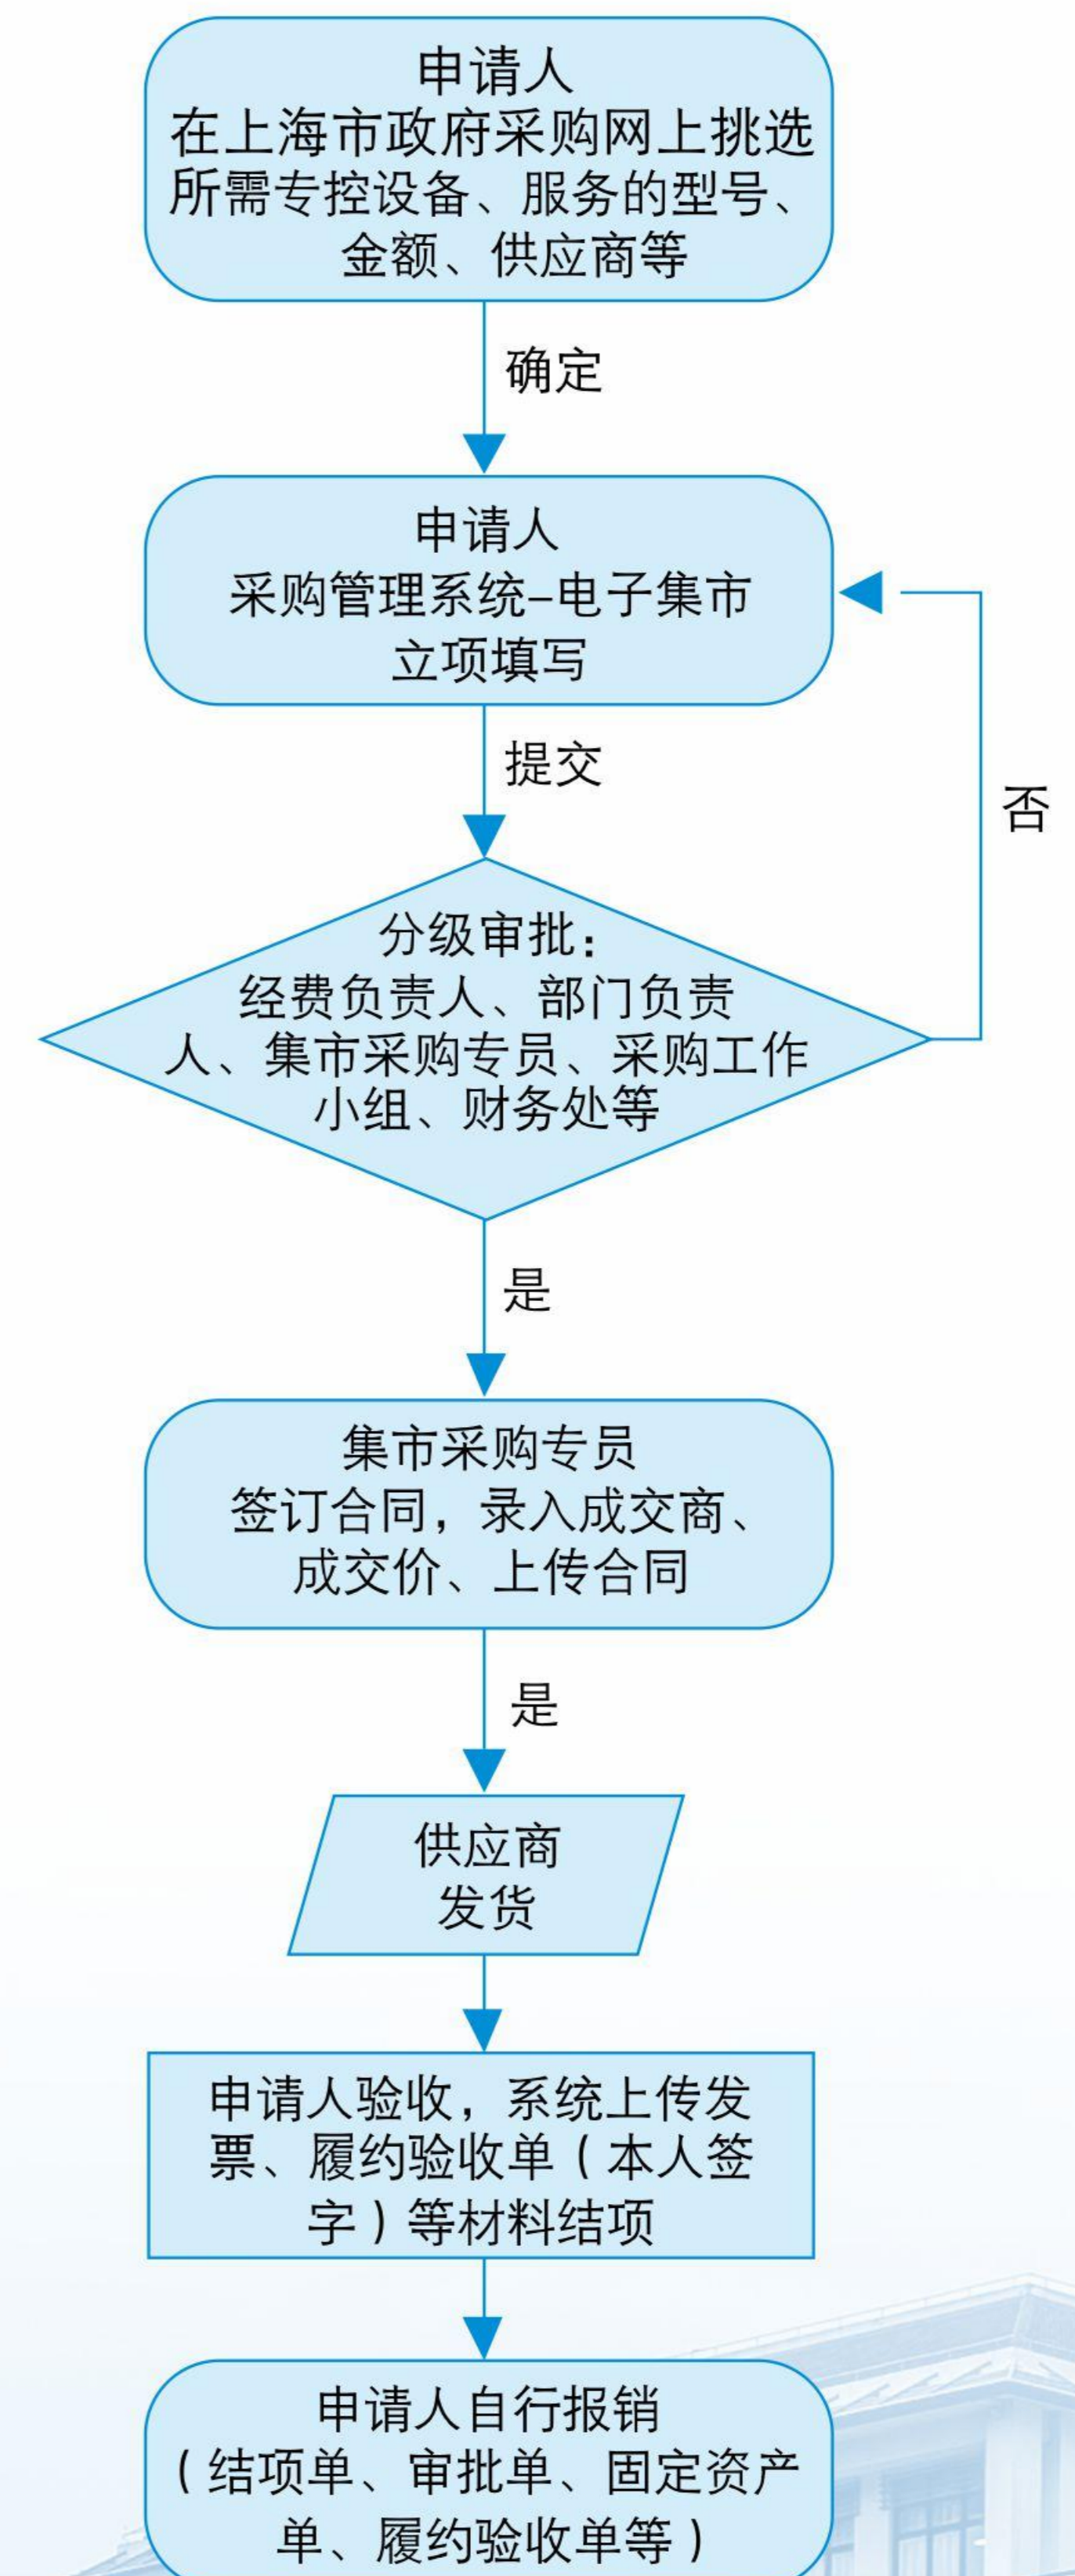 申请人
在上海市政府采购网上挑选
所需专控设备、服务的型号、
金额、供应商等
确定
申请人
采购管理系统–电子集市
立项填写
提交
否
分级审批：
经费负责人、部门负责
人、集市采购专员、采购工作
小组、财务处等
是
集市采购专员
签订合同，录入成交商、
成交价、上传合同
是
供应商
发货
申请人验收，系统上传发
票、履约验收单（本人签
字）等材料结项
申请人自行报销
（结项单、审批单、固定资产
单、履约验收单等）